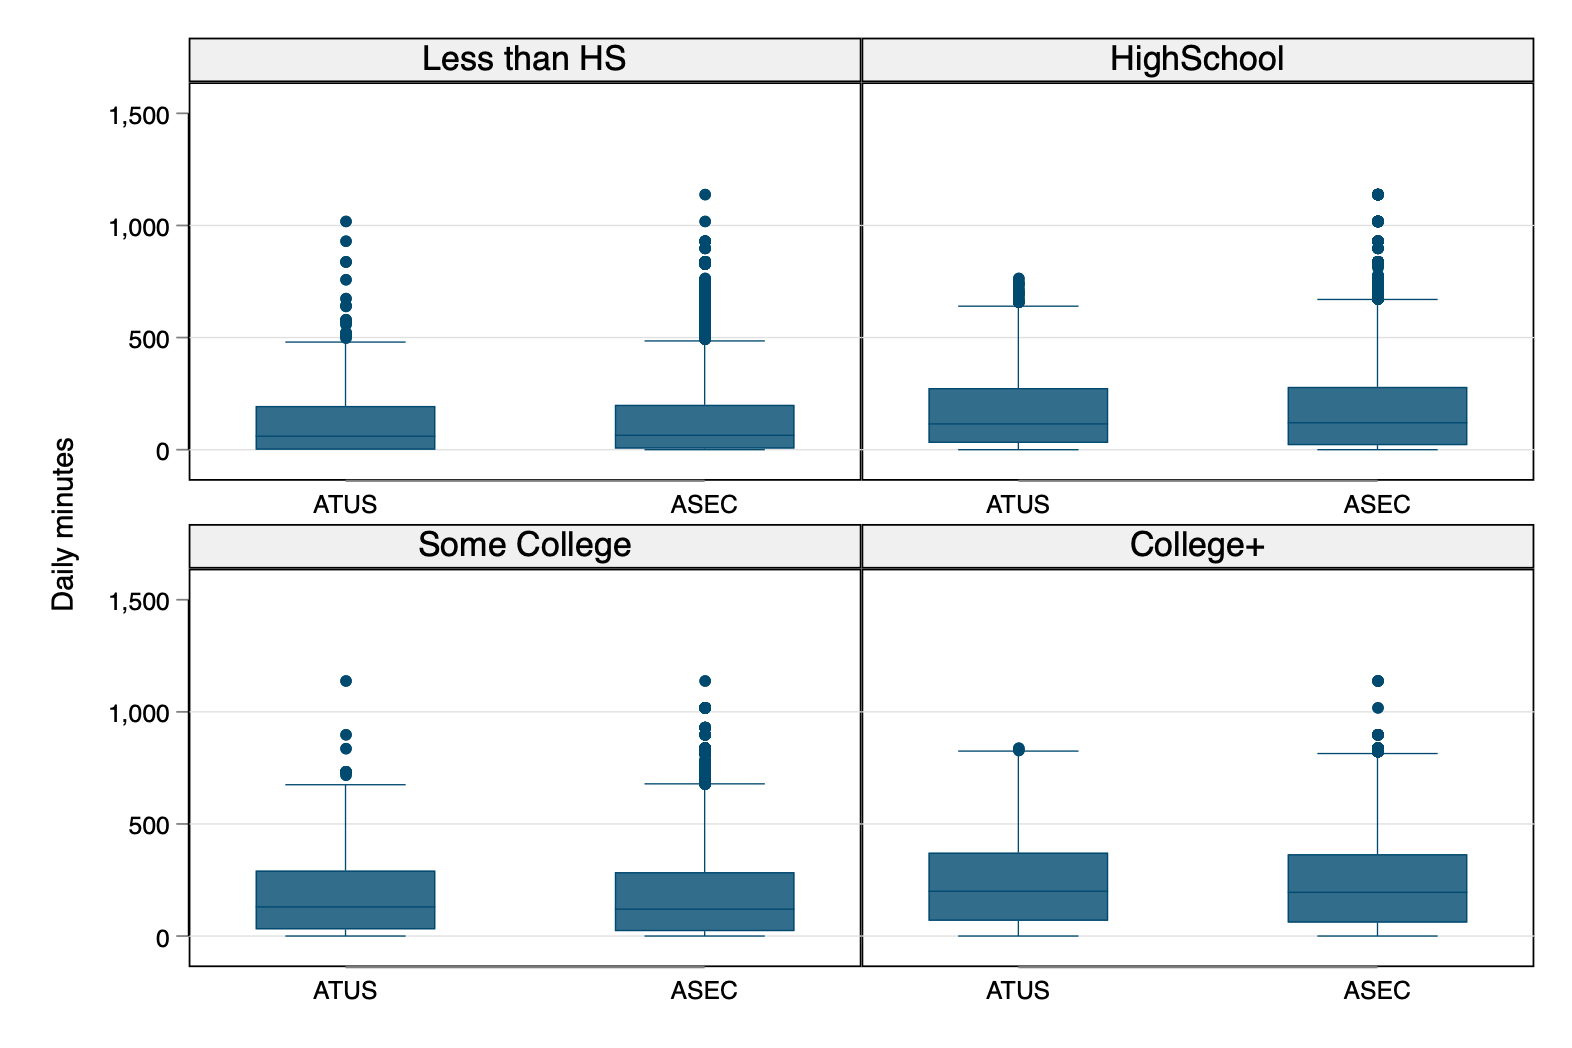 Less than HS
HighSchool
1,500
1,000
500
0
ATUS
ASEC
ATUS
ASEC
Daily minutes
Some College
College+
1,500
1,000
500
0
ATUS
ASEC
ATUS
ASEC